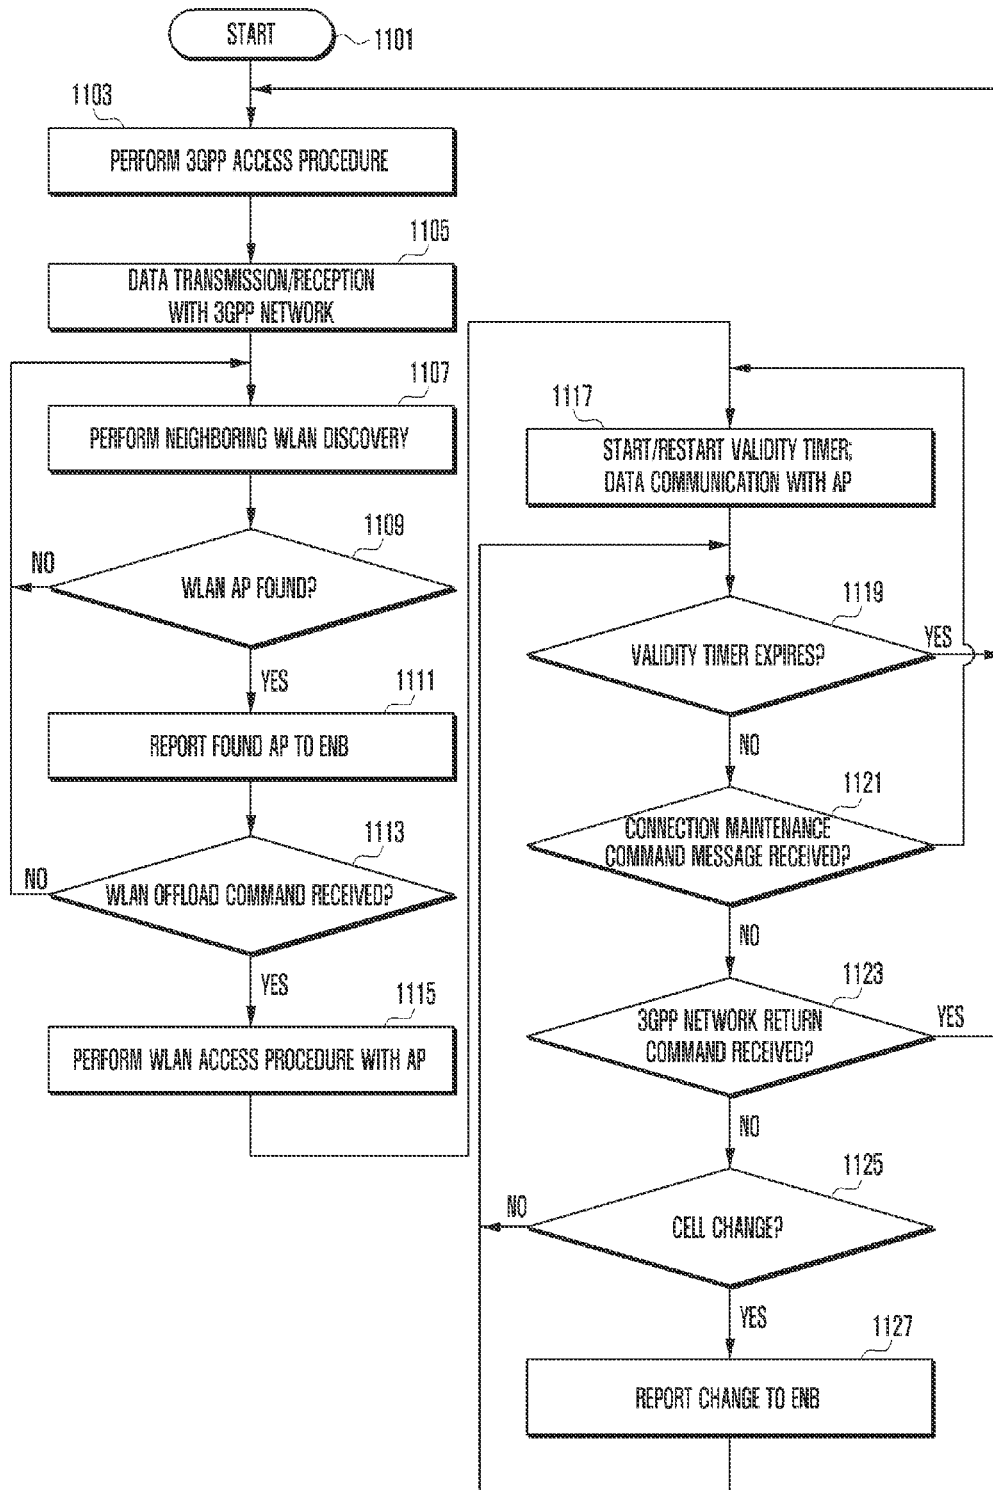 START
1101
1103
PERFORM 3GPP ACCESS PROCEDURE
1105
DATA TRANSMISSION/RECEPTION
WITH 3GPP NETWORK
1107
PERFORM NEIGHBORING WLAN DISCOVERY
1109
NO
WLAN AP FOUND?
YES
1111
REPORT FOUND AP TO ENB
1113
NO
WLAN OFFLOAD COMMAND RECEIVED?
YES
1115
PERFORM WLAN ACCESS PROCEDURE WITH AP
1117
START/RESTART VALIDITY TIMER;
DATA COMMUNICATION WITH AP
1119
YES
VALIDITY TIMER EXPIRES?
NO
1121
CONNECTION MAINTENANCE
COMMAND MESSAGE RECEIVED?
NO
1123
YES
3GPP NETWORK RETURN
COMMAND RECEIVED?
NO
1125
NO
CELL CHANGE?
YES
1127
REPORT CHANGE TO ENB